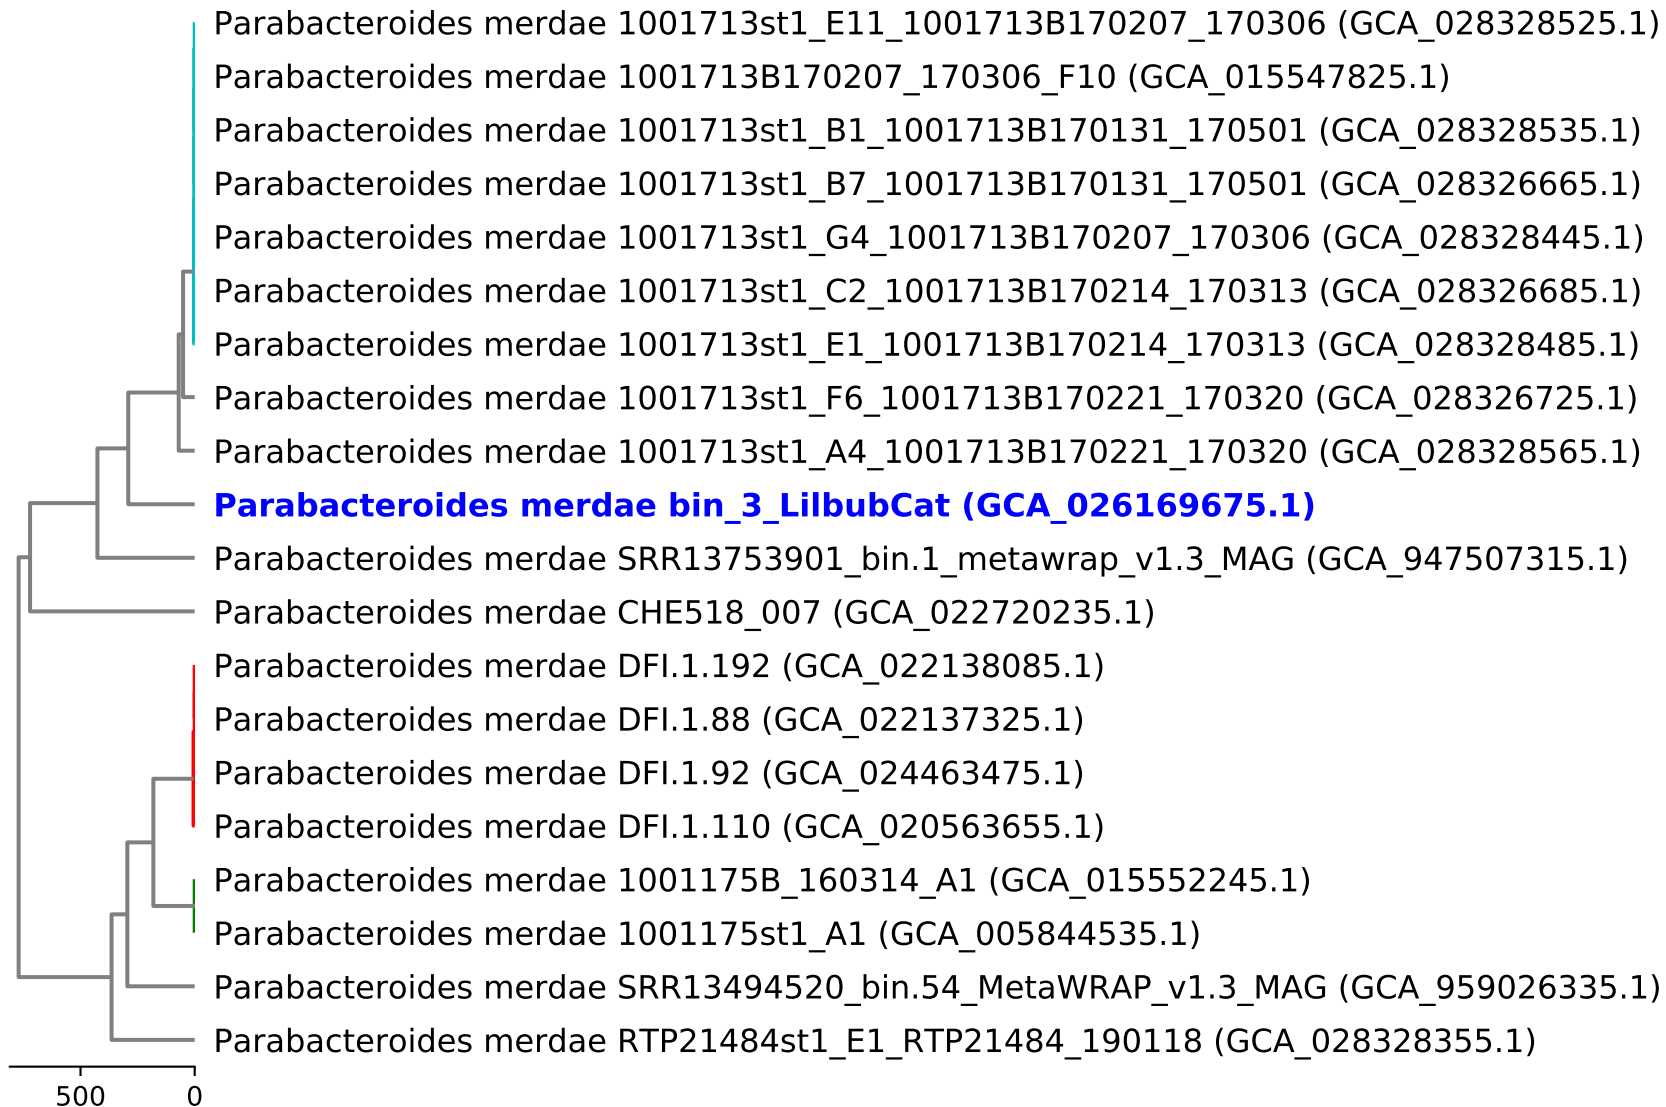 Parabacteroides merdae 1001713st1_E11_1001713B170207_170306 (GCA_028328525.1)
Parabacteroides merdae 1001713B170207_170306_F10 (GCA_015547825.1)
Parabacteroides merdae 1001713st1_B1_1001713B170131_170501 (GCA_028328535.1)
Parabacteroides merdae 1001713st1_B7_1001713B170131_170501 (GCA_028326665.1)
Parabacteroides merdae 1001713st1_G4_1001713B170207_170306 (GCA_028328445.1)
Parabacteroides merdae 1001713st1_C2_1001713B170214_170313 (GCA_028326685.1)
Parabacteroides merdae 1001713st1_E1_1001713B170214_170313 (GCA_028328485.1)
Parabacteroides merdae 1001713st1_F6_1001713B170221_170320 (GCA_028326725.1)
Parabacteroides merdae 1001713st1_A4_1001713B170221_170320 (GCA_028328565.1)
Parabacteroides merdae bin_3_LilbubCat (GCA_026169675.1)
Parabacteroides merdae SRR13753901_bin.1_metawrap_v1.3_MAG (GCA_947507315.1)
Parabacteroides merdae CHE518_007 (GCA_022720235.1)
Parabacteroides merdae DFI.1.192 (GCA_022138085.1)
Parabacteroides merdae DFI.1.88 (GCA_022137325.1)
Parabacteroides merdae DFI.1.92 (GCA_024463475.1)
Parabacteroides merdae DFI.1.110 (GCA_020563655.1)
Parabacteroides merdae 1001175B_160314_A1 (GCA_015552245.1)
Parabacteroides merdae 1001175st1_A1 (GCA_005844535.1)
Parabacteroides merdae SRR13494520_bin.54_MetaWRAP_v1.3_MAG (GCA_959026335.1)
Parabacteroides merdae RTP21484st1_E1_RTP21484_190118 (GCA_028328355.1)
500 0